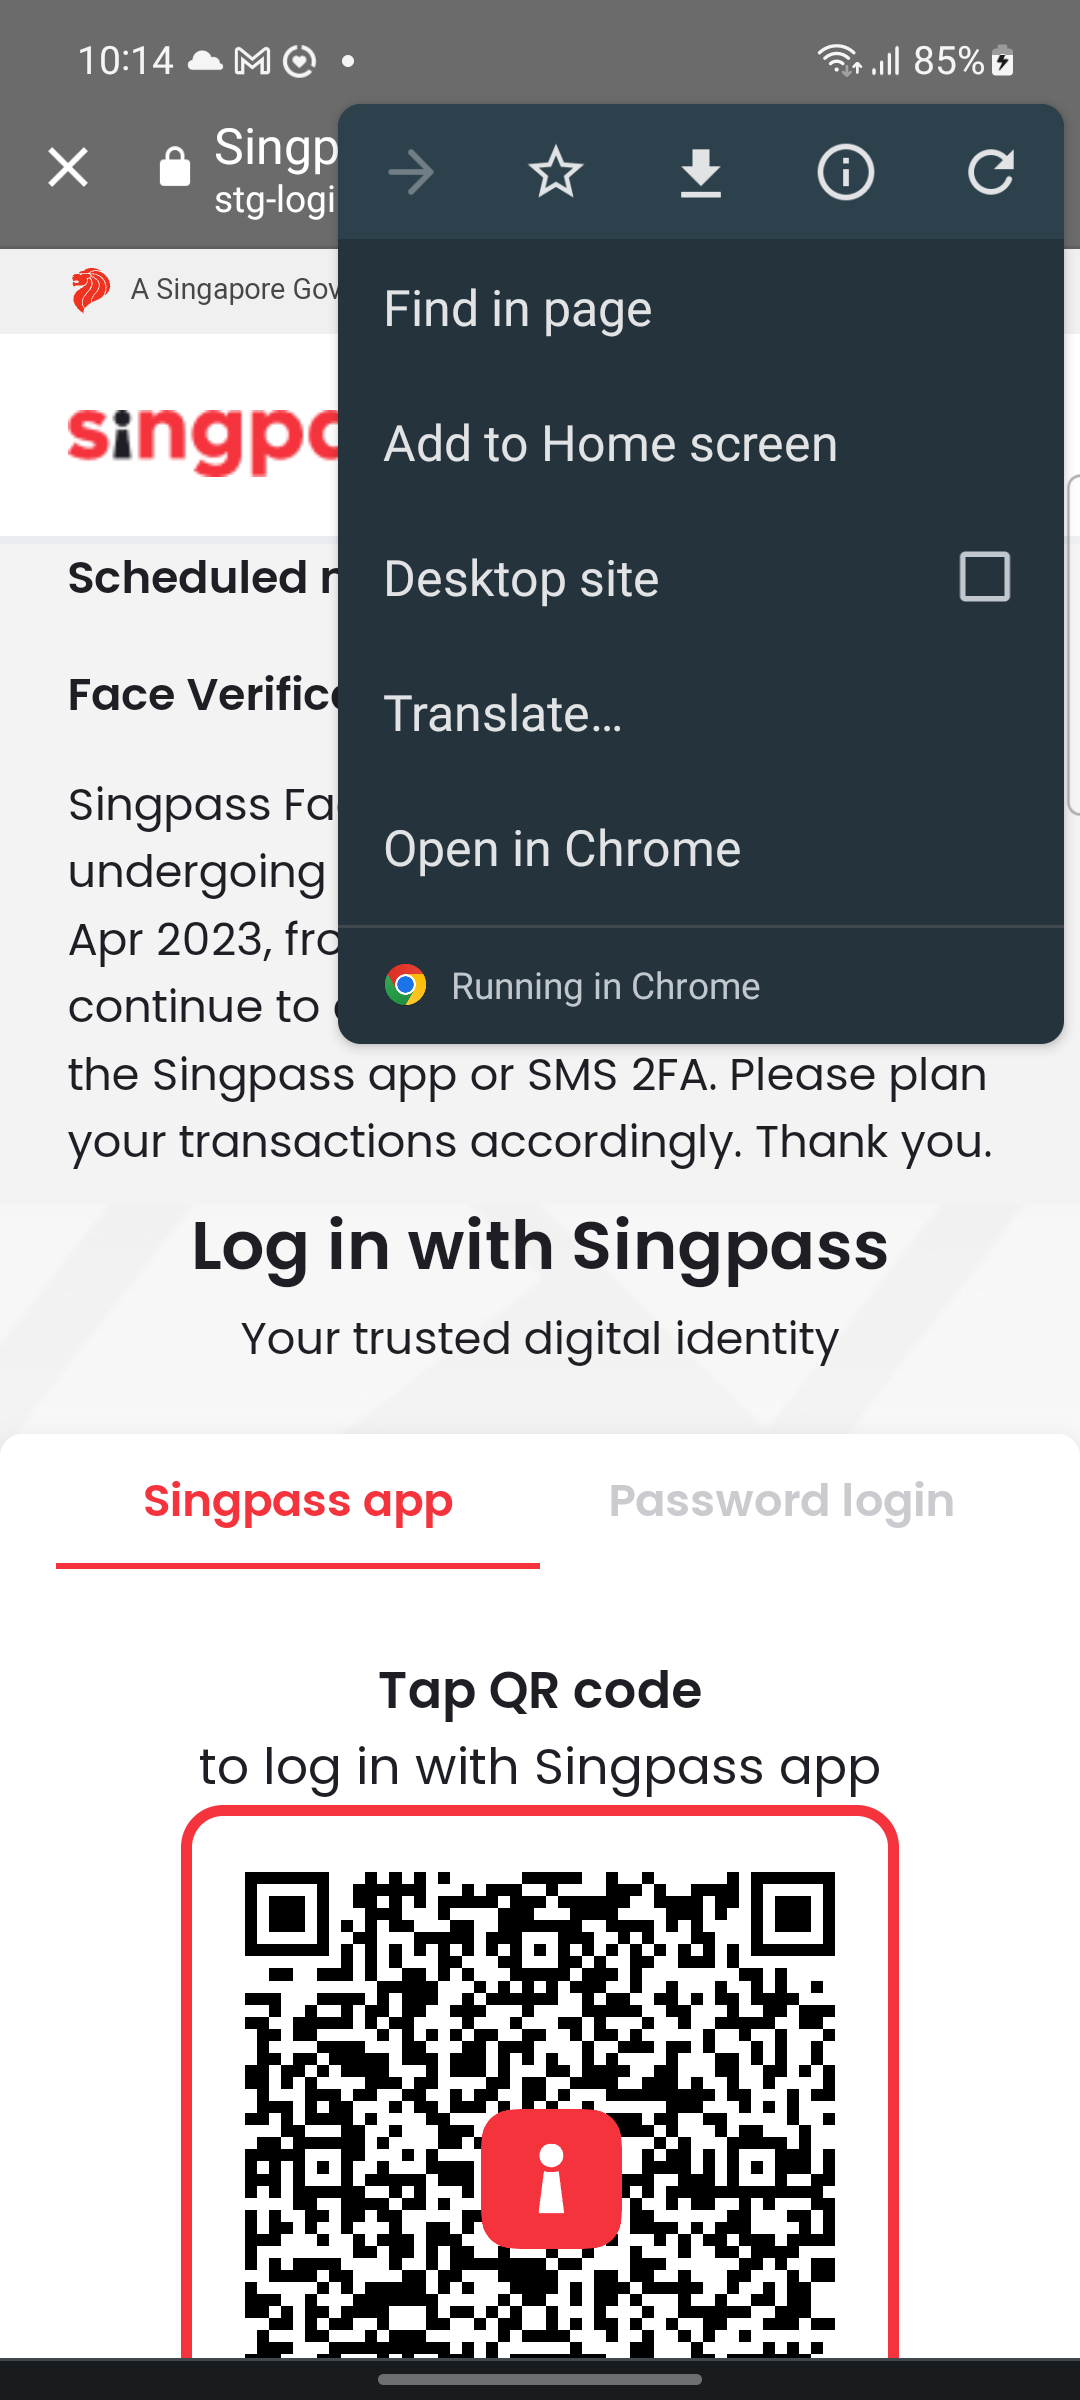 10:14
85%
Singp
stg-logi
A Singapore Gov
singpa
Find in page
Add to Home screen
Desktop site
Translate...
Open in Chrome
Running in Chrome
Scheduled
Face Verifica
Singpass Fa
undergoing
Apr 2023, fro
continue to
the Singpass app or SMS 2FA. Please plan
your transactions accordingly. Thank you.
Log in with Singpass
Your trusted digital identity
Singpass app
Password login
Tap QR code
to log in with Singpass app